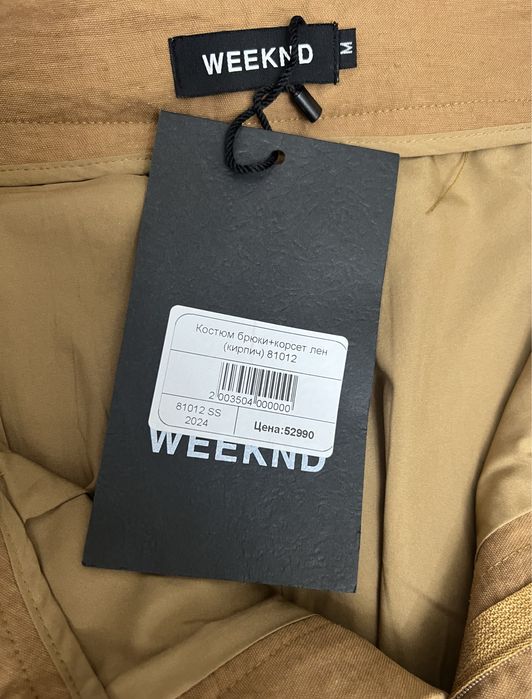 WEEKND
M
Костюм брюки+корсет лен
(кирпич) 81012
2 003504 000000
81012 SS
2024
Цена:52990
WEEKND